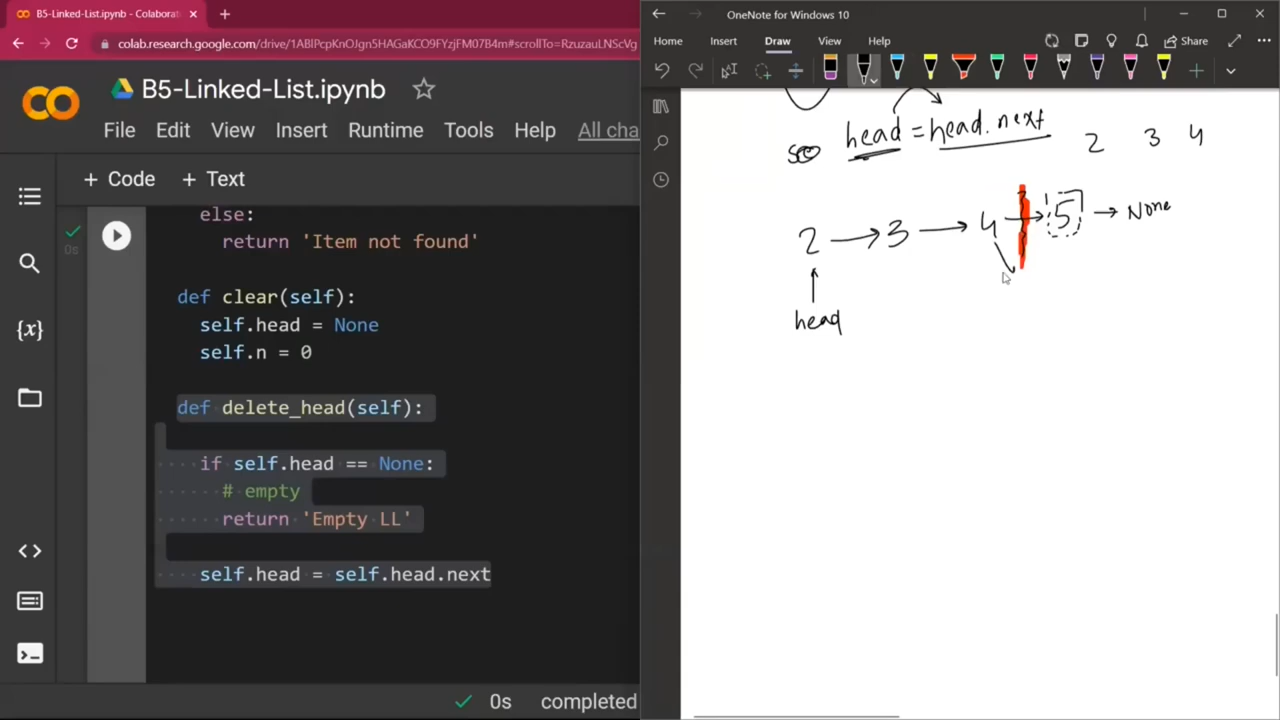 B5-Linked-List.ipynb - Colaborat
OneNote for Windows 10
colab.research.google.com/drive/1ABlPcpKnOJgn5HAGaKCO9FYzjFM07B4m#scrollTo=RzuzauLNScVg
Home Insert Draw View Help
Share
B5-Linked-List.ipynb
File Edit View Insert Runtime Tools Help All cha
+ Code + Text
else:
return 'Item not found'
def clear(self):
self.head = None
self.n = 0
def delete_head(self):
if self.head == None:
# empty
return 'Empty LL'
self.head = self.head.next
0s
0s completed
head = head.next
2 3 4
2 → 3 → 4 → 5 → None
head